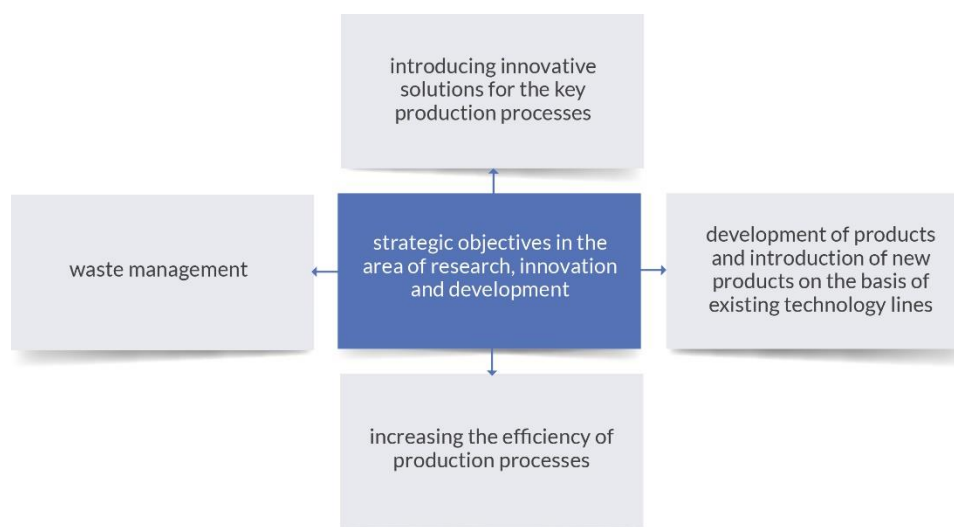 introducing innovative
solutions for the key
production processes
waste management
strategic objectives in the
area of research, innovation
and development
development of products
and introduction of new
products on the basis of
existing technology lines
increasing the efficiency of
production processes